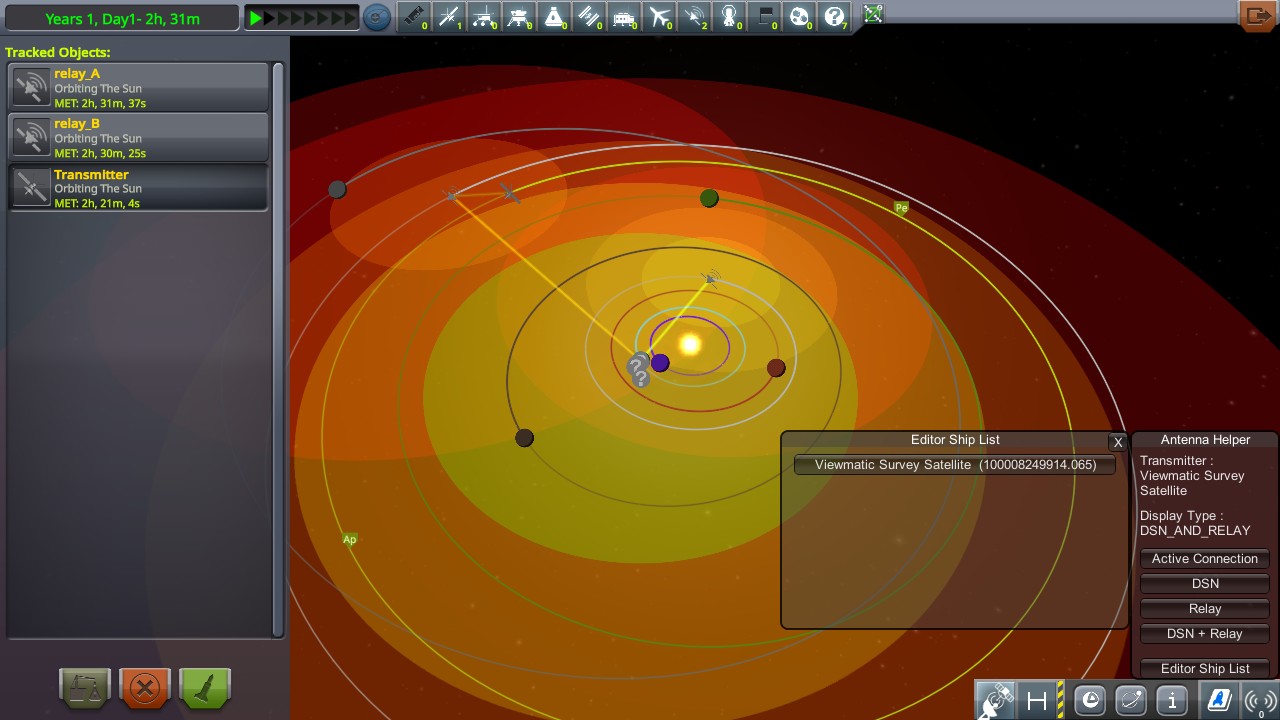 Years 1, Day1- 2h, 31m
0 1 0 0 0 0 0 0 2 0 0 0 7
Tracked Objects:
relay_A
Orbiting The Sun
MET: 2h, 31m, 37s
relay_B
Orbiting The Sun
MET: 2h, 30m, 25s
Transmitter
Orbiting The Sun
MET: 2h, 21m, 4s
Pe
?
?
Ap
Editor Ship List
X
Viewmatic Survey Satellite (100008249914.065)
Antenna Helper
Transmitter :
Viewmatic Survey
Satellite
Display Type :
DSN_AND_RELAY
Active Connection
DSN
Relay
DSN + Relay
Editor Ship List
0